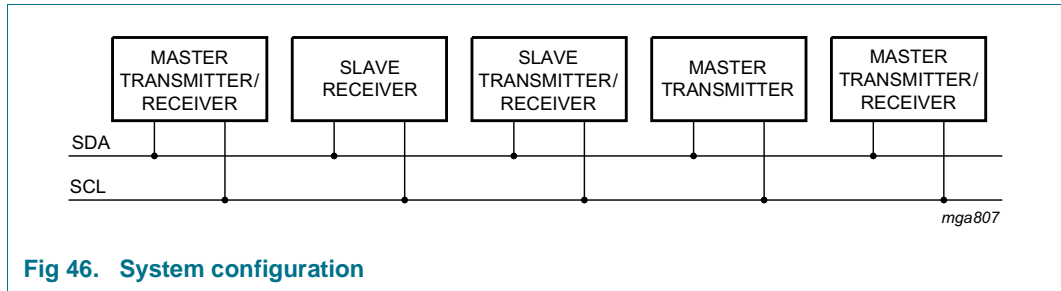 MASTER
TRANSMITTER/
RECEIVER
SLAVE
RECEIVER
SLAVE
TRANSMITTER/
RECEIVER
MASTER
TRANSMITTER
MASTER
TRANSMITTER/
RECEIVER
SDA
SCL
mga807
Fig 46. System configuration